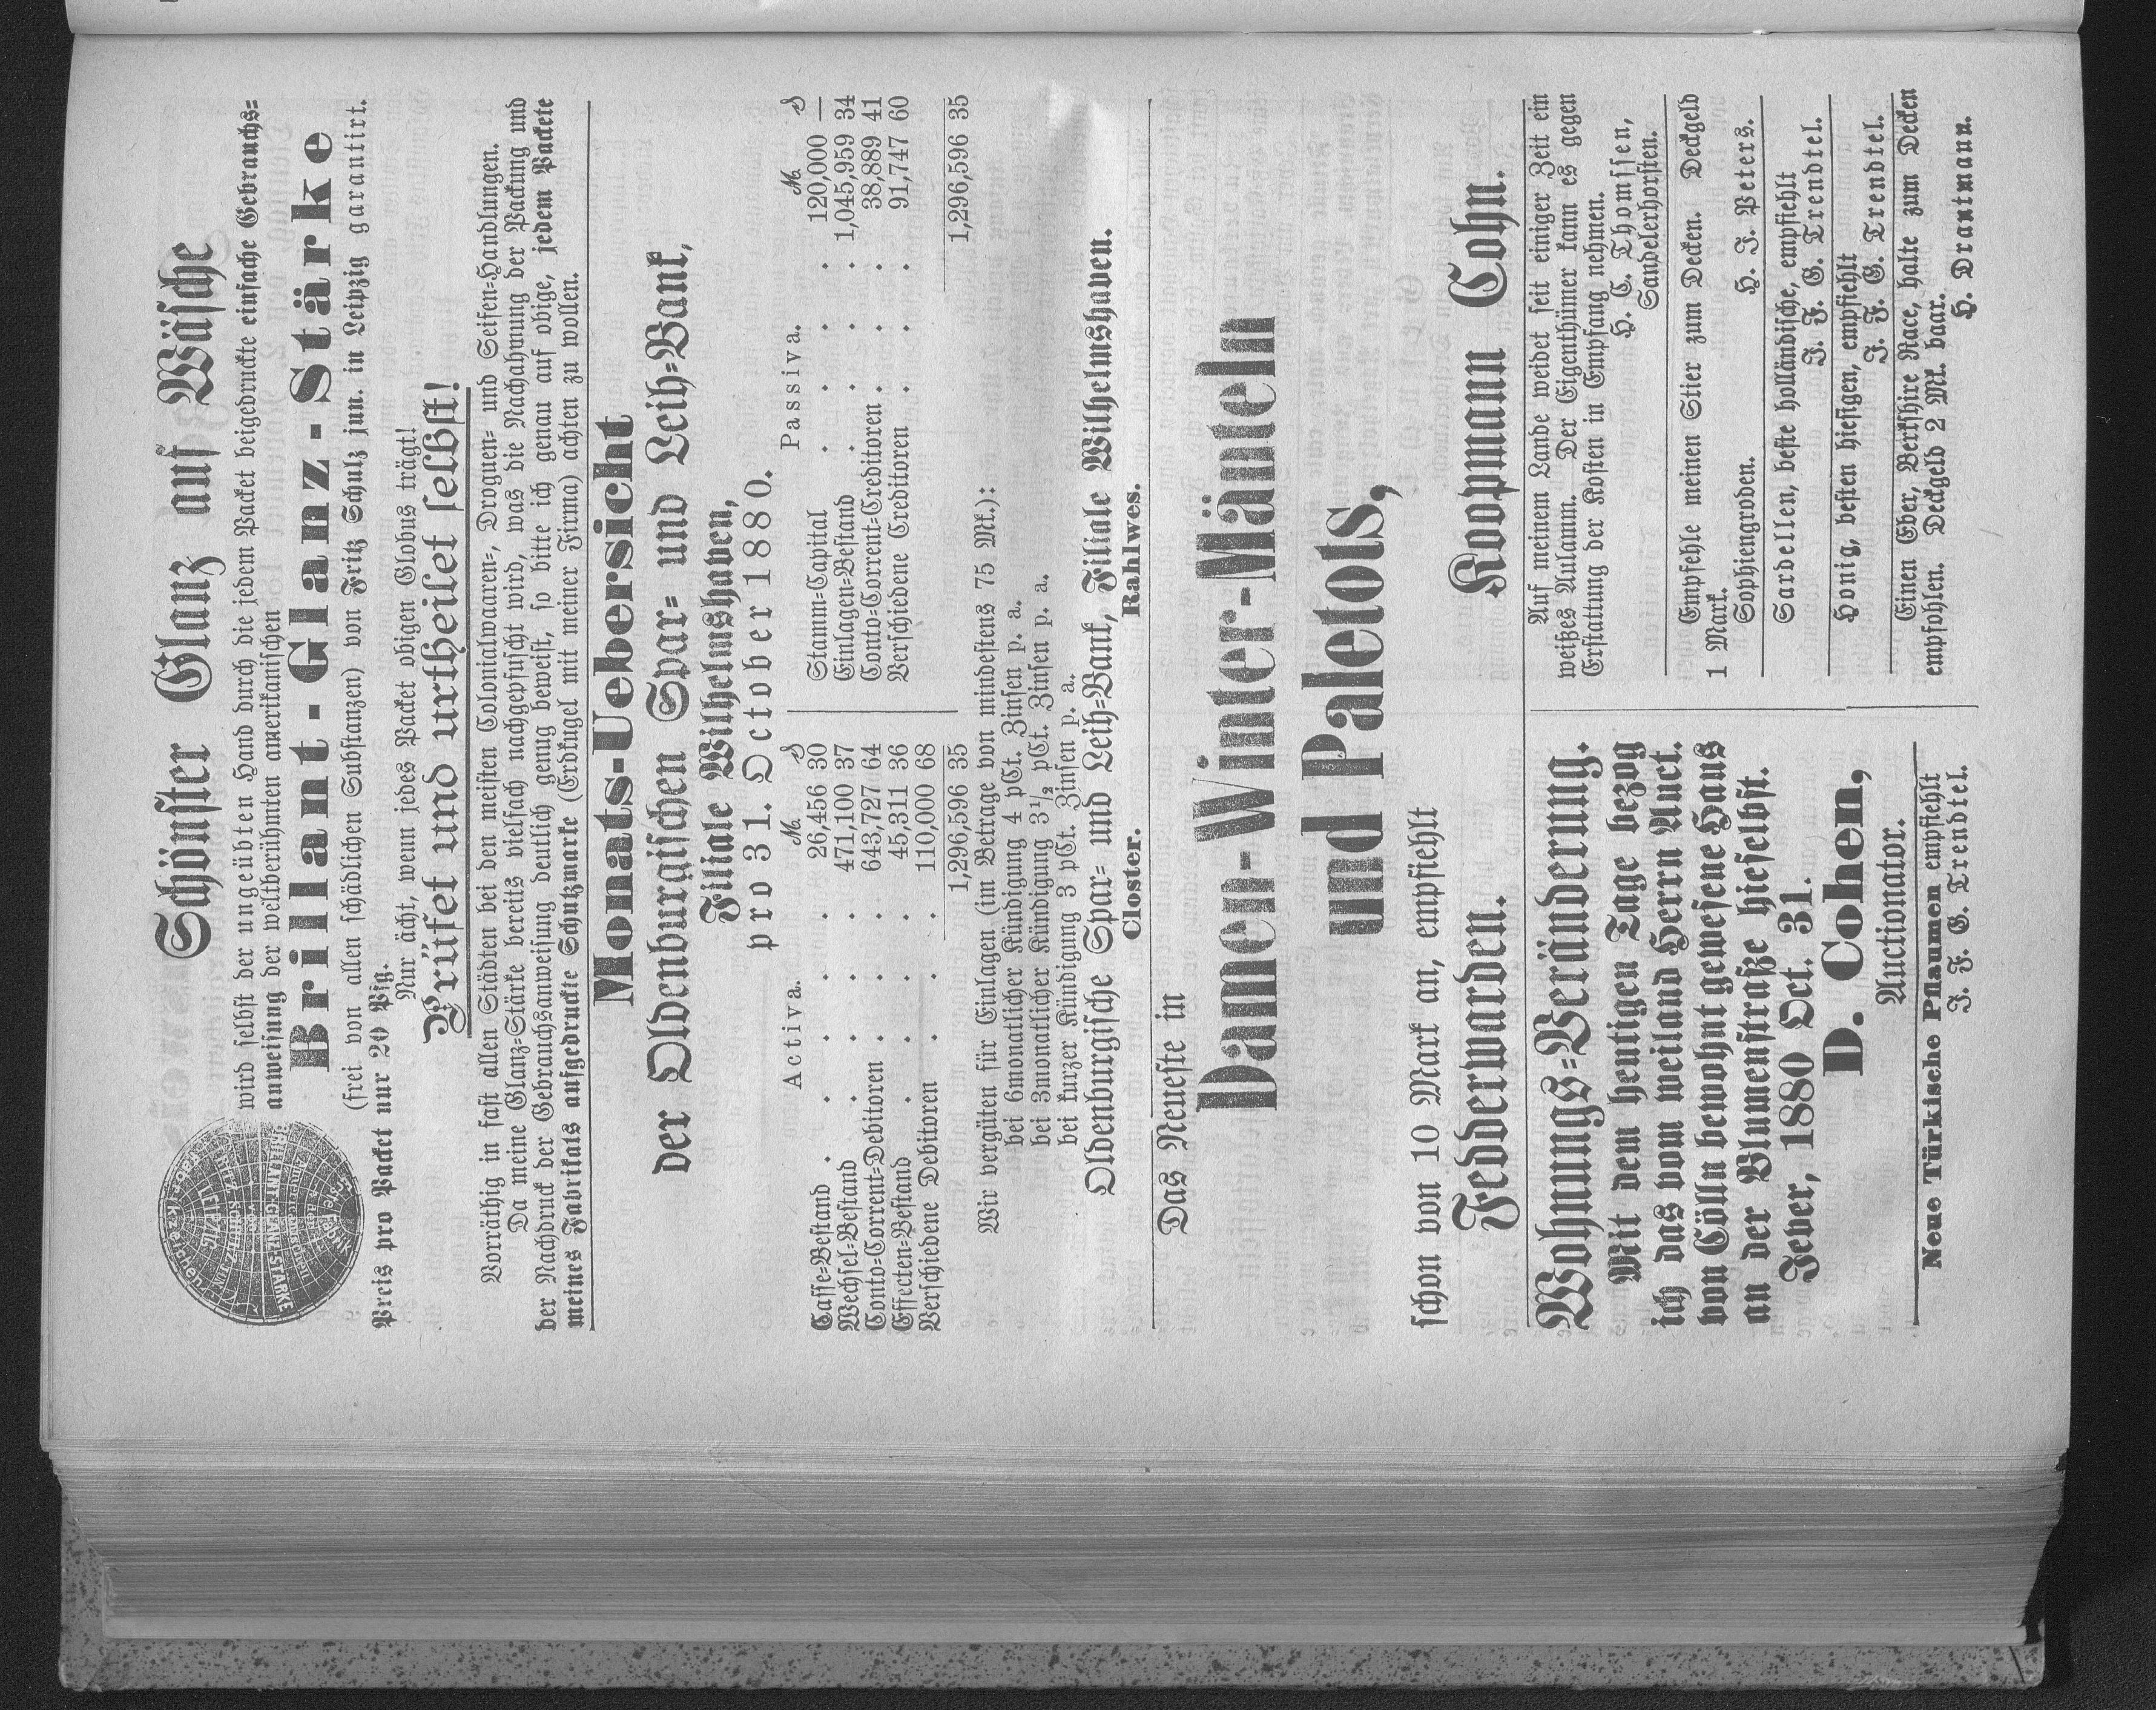 Schönster Glanz auf Wäsche
wird selbst der ungeübten Hand durch die jedem Packet beigedruckte einfache Gebrauchs=
anweisung der weltberühmten amerikanischen
Brillant-Glanz-Stärke
(frei von allen schädlichen Substanzen) von Fritz Schulz jun. in Leipzig garantirt.
Preis pro Packet nur 20 Pfg.
Nur ächt, wenn jedes Packet obigen Globus trägt!
Prüfet und urtheilet selbst!
Vorräthig in fast allen Städten bei den meisten Colonialwaaren=, Droguen= und Seifen=Handlungen.
Da meine Glanz=Stärke bereits vielfach nachgepfuscht wird, was die Nachahmung der Packung und
der Nachdruck der Gebrauchsanweisung deutlich genug beweist, so bitte ich genau auf obige, jedem Packete
meines Fabrikats aufgedruckte Schutzmarke (Erdkugel mit meiner Firma) achten zu wollen.
Monats-Uebersicht
der Oldenburgischen Spar= und Leih=Bank,
Filiale Wilhelmshaven,
pro 31. October 1880.
Activa. ℳ ₰
Casse=Bestand . . . . . 26,456 30
Wechsel=Bestand . . . . 471,100 37
Conto=Corrent=Debitoren . . . 643,727 64
Effecten=Bestand . . . . 45,311 36
Verschiedene Debitoren . . . 110,000 68
1,296,596 35
Passiva. ℳ ₰
Stamm=Capital . . . . 120,000 —
Einlagen=Bestand . . . . 1,045,959 34
Conto=Corrent=Creditoren . . . 38,889 41
Verschiedene Creditoren . . . 91,747 60
1,296,596 35
Wir vergüten für Einlagen (im Betrage von mindestens 75 Mk.):
bei 6monatlicher Kündigung 4 pCt. Zinsen p. a.
bei 3monatlicher Kündigung 3½ pCt. Zinsen p. a.
bei kurzer Kündigung 3 pCt. Zinsen p. a.
Oldenburgische Spar= und Leih=Bank, Filiale Wilhelmshaven.
Closter. Rahlwes.
Das Neueste in
Damen-Winter-Mänteln
und Paletots,
schon von 10 Mark an, empfiehlt
Fedderwarden. Koopmann Cohn.
Wohnungs=Veränderung.
Mit dem heutigen Tage bezog
ich das vom weiland Herrn Auct.
von Cölln bewohnt gewesene Haus
an der Blumenstraße hieselbst.
Jever, 1880 Oct. 31.
D. Cohen,
Auctionator.
Neue Türkische Pflaumen empfiehlt
J. F. G. Trendtel.
Auf meinem Lande weidet seit einiger Zeit ein
weißes Aulamm. Der Eigenthümer kann es gegen
Erstattung der Kosten in Empfang nehmen.
H. C. Thomssen,
Sandelerhorsten.
Empfehle meinen Stier zum Decken. Deckgeld
1 Mark.
Sophiengroden. H. J. Peters.
Sardellen, beste holländische, empfiehlt
J. F. G. Trendtel.
Honig, besten hiesigen, empfiehlt
J. F. G. Trendtel.
Einen Eber, Berkshire Race, halte zum Decken
empfohlen. Deckgeld 2 Mk. baar.
H. Drantmann.